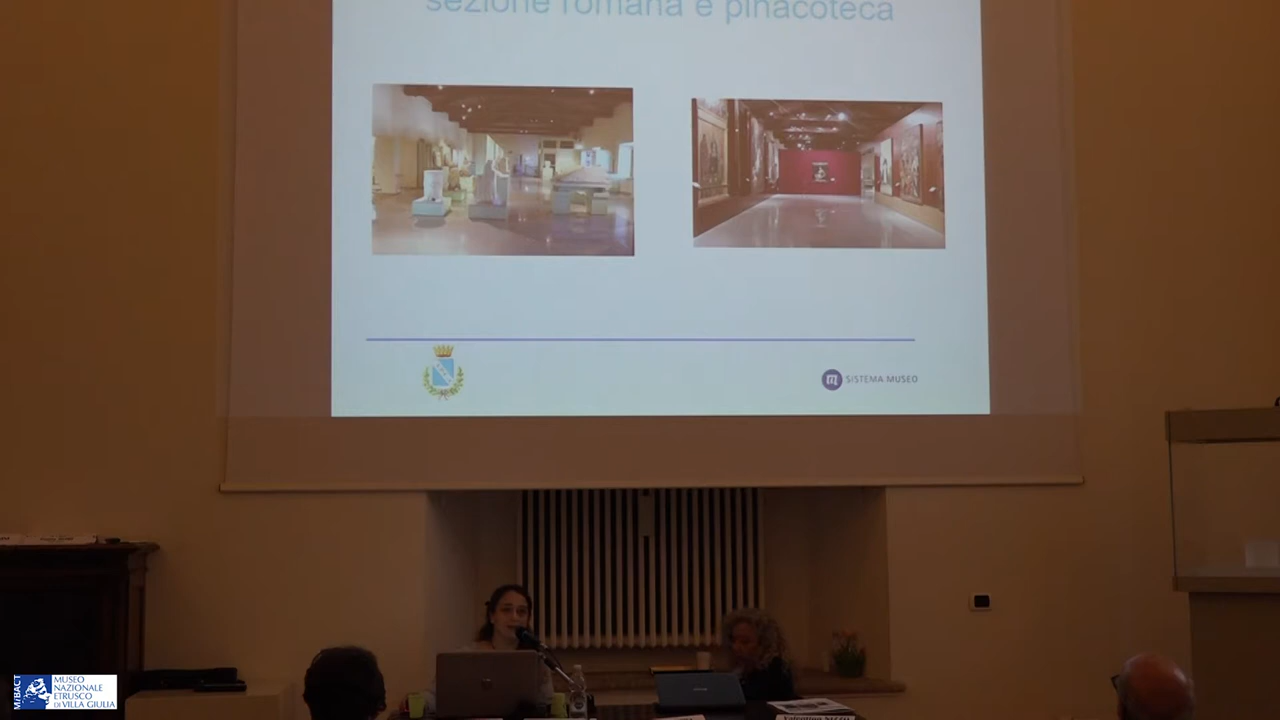 sezione romana e pinacoteca
SISTEMA MUSEO
MIBACT
MUSEO
NAZIONALE
ETRUSCO
DI VILLA GIULIA